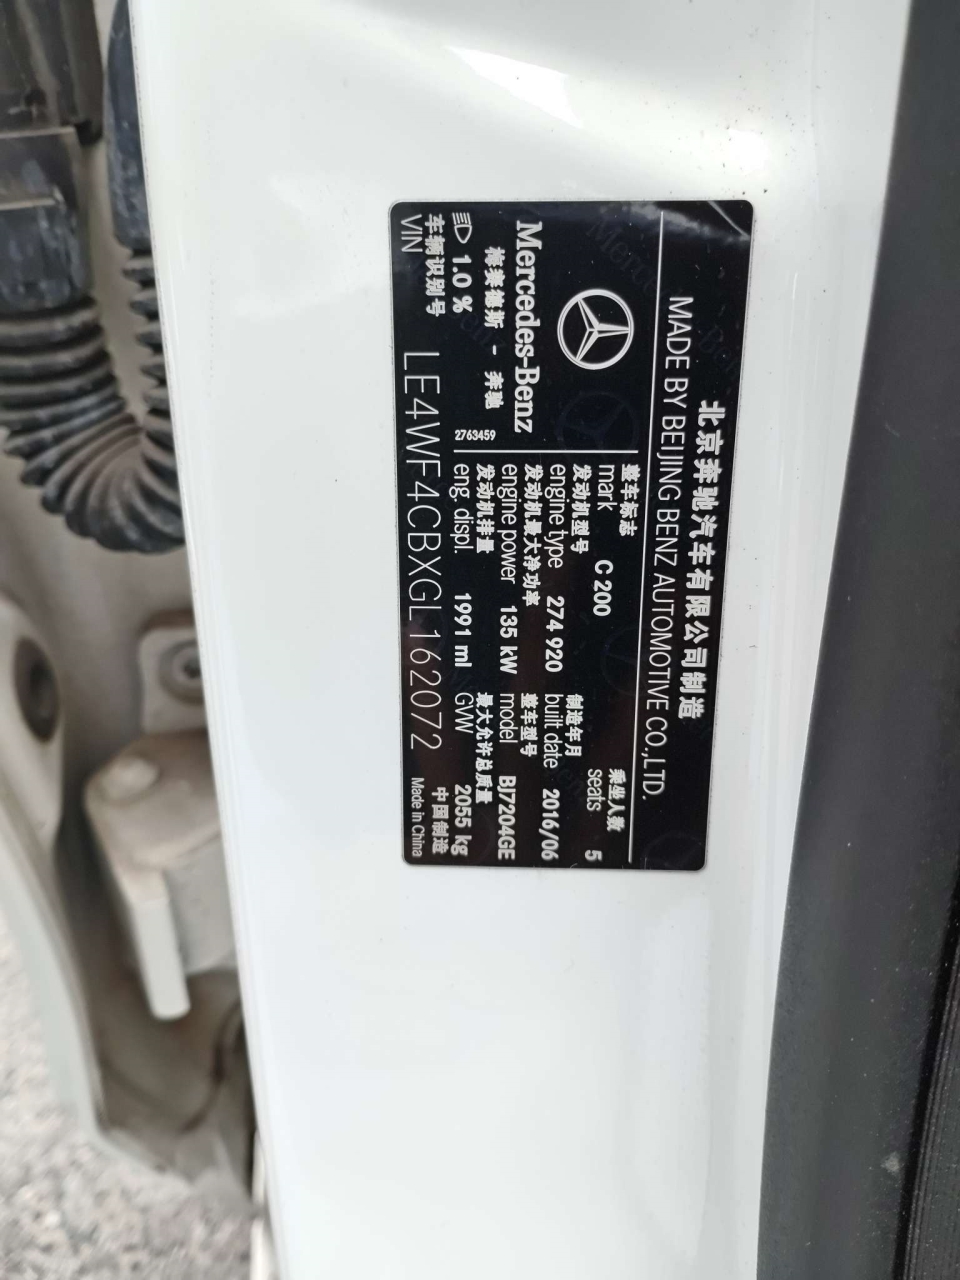 北京奔驰汽车有限公司制造
MADE BY BEIJING BENZ AUTOMOTIVE CO.,LTD.
Mercedes-Benz
梅赛德斯 - 奔驰
1.0 %
2763459
整车标志
mark C 200
乘坐人数
seats 5
发动机型号
engine type 274 920
制造年月
built date 2016/06
发动机最大净功率
engine power 135 kW
整车型号
model BJ7204GE
发动机排量
eng. displ. 1991 ml
最大允许总质量
GVW 2055 kg
车辆识别号
VIN LE4WF4CBXGL162072
中国制造
Made in China